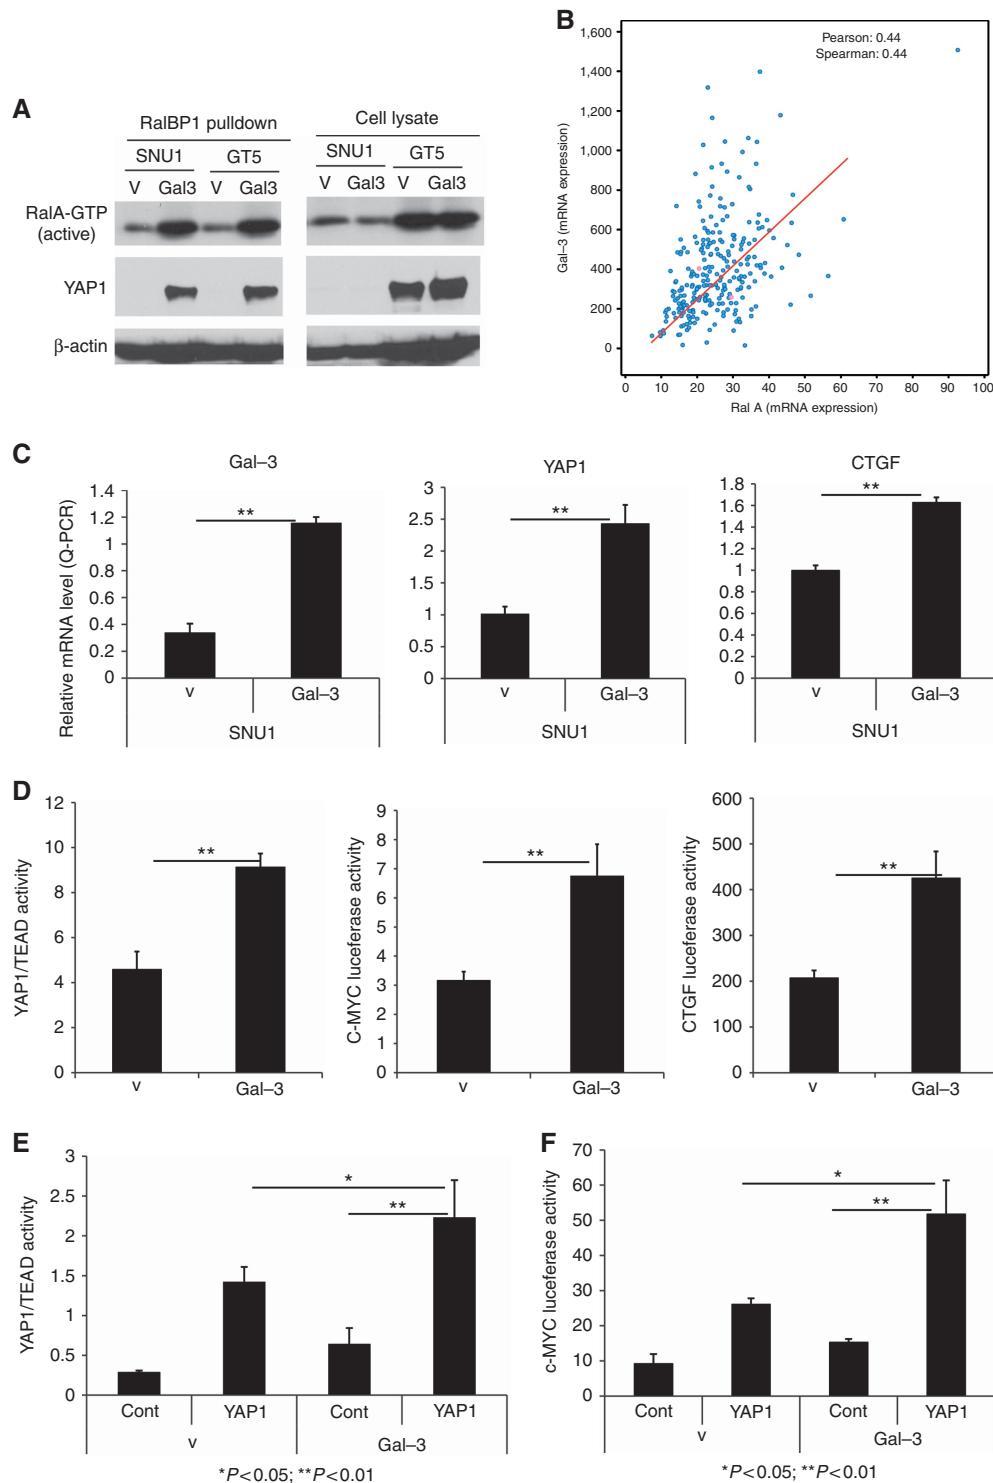 A
RalBP1 pulldown
Cell lysate
SNU1
GT5
SNU1
GT5
V
Gal3
V
Gal3
V
Gal3
V
Gal3
RalA-GTP
(active)
YAP1
β-actin
B
Pearson: 0.44
Spearman: 0.44
Gal–3 (mRNA expression)
1,600
1,400
1,200
1,000
800
600
400
200
0
0 10 20 30 40 50 60 70 80 90 100
Ral A (mRNA expression)
C
Gal–3
Relative mRNA level (Q-PCR)
1.4
1.2
1
0.8
0.6
0.4
0.2
0
**
v
Gal–3
SNU1
YAP1
3
2.5
2
1.5
1
0.5
0
**
v
Gal–3
SNU1
CTGF
1.8
1.6
1.4
1.2
1
0.8
0.6
0.4
0.2
0
**
v
Gal–3
SNU1
D
YAP1/TEAD activity
12
10
8
6
4
2
0
**
v
Gal–3
C-MYC luceferase activity
9
8
7
6
5
4
3
2
1
0
**
v
Gal–3
CTGF luceferase activity
600
500
400
300
200
100
0
**
v
Gal–3
E
YAP1/TEAD activity
3
2.5
2
1.5
1
0.5
0
*
**
Cont
YAP1
Cont
YAP1
v
Gal–3
*P<0.05; **P<0.01
F
c-MYC luceferase activity
70
60
50
40
30
20
10
0
*
**
Cont
YAP1
Cont
YAP1
v
Gal–3
*P<0.05; **P<0.01